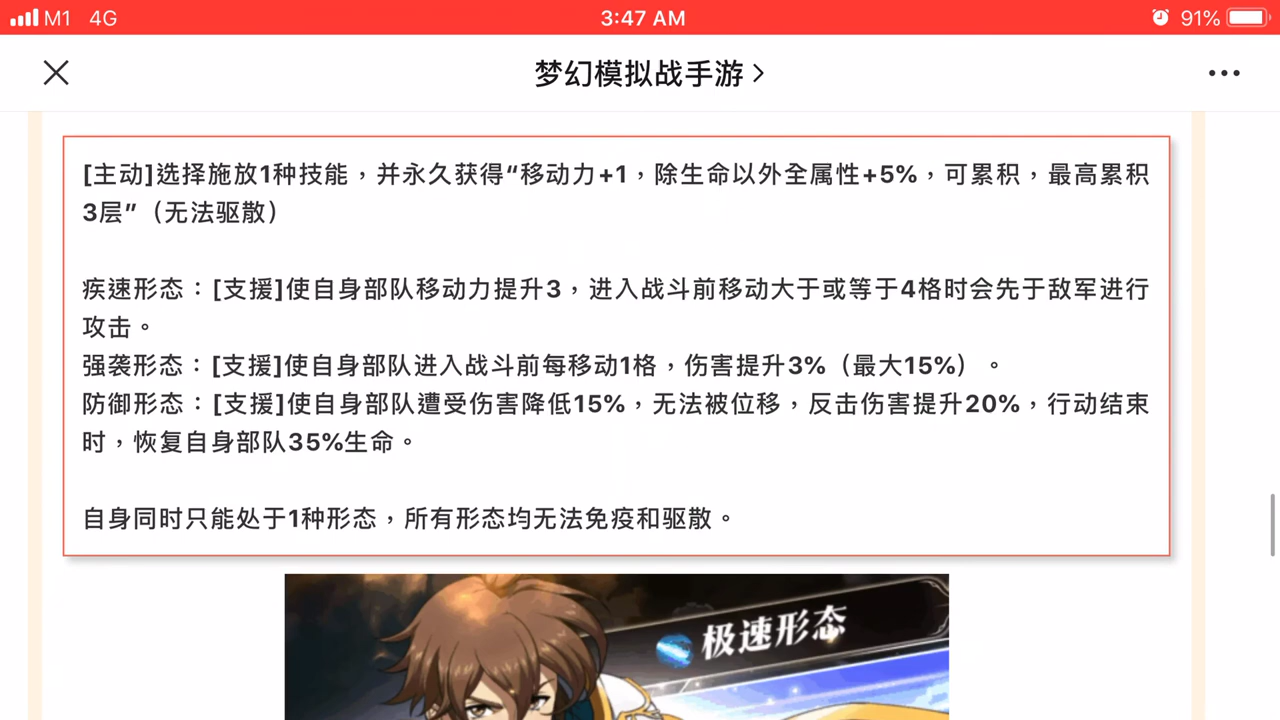 M1 4G 3:47 AM 91%
梦幻模拟战手游
[主动]选择施放1种技能，并永久获得“移动力+1，除生命以外全属性+5%，可累积，最高累积
3层”（无法驱散）
疾速形态：[支援]使自身部队移动力提升3，进入战斗前移动大于或等于4格时会先于敌军进行
攻击。
强袭形态：[支援]使自身部队进入战斗前每移动1格，伤害提升3%（最大15%）。
防御形态：[支援]使自身部队遭受伤害降低15%，无法被位移，反击伤害提升20%，行动结束
时，恢复自身部队35%生命。
自身同时只能处于1种形态，所有形态均无法免疫和驱散。
极速形态